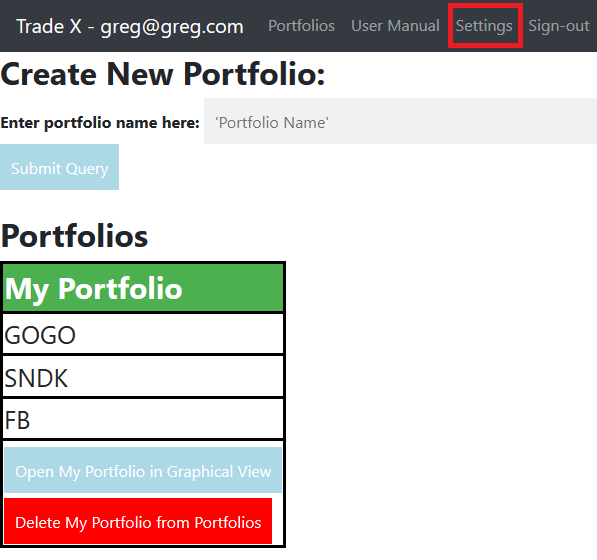 Trade X - greg@greg.com Portfolios User Manual Settings Sign-out
Create New Portfolio:
Enter portfolio name here: 'Portfolio Name'
Submit Query
Portfolios
My Portfolio
GOGO
SNDK
FB
Open My Portfolio in Graphical View
Delete My Portfolio from Portfolios